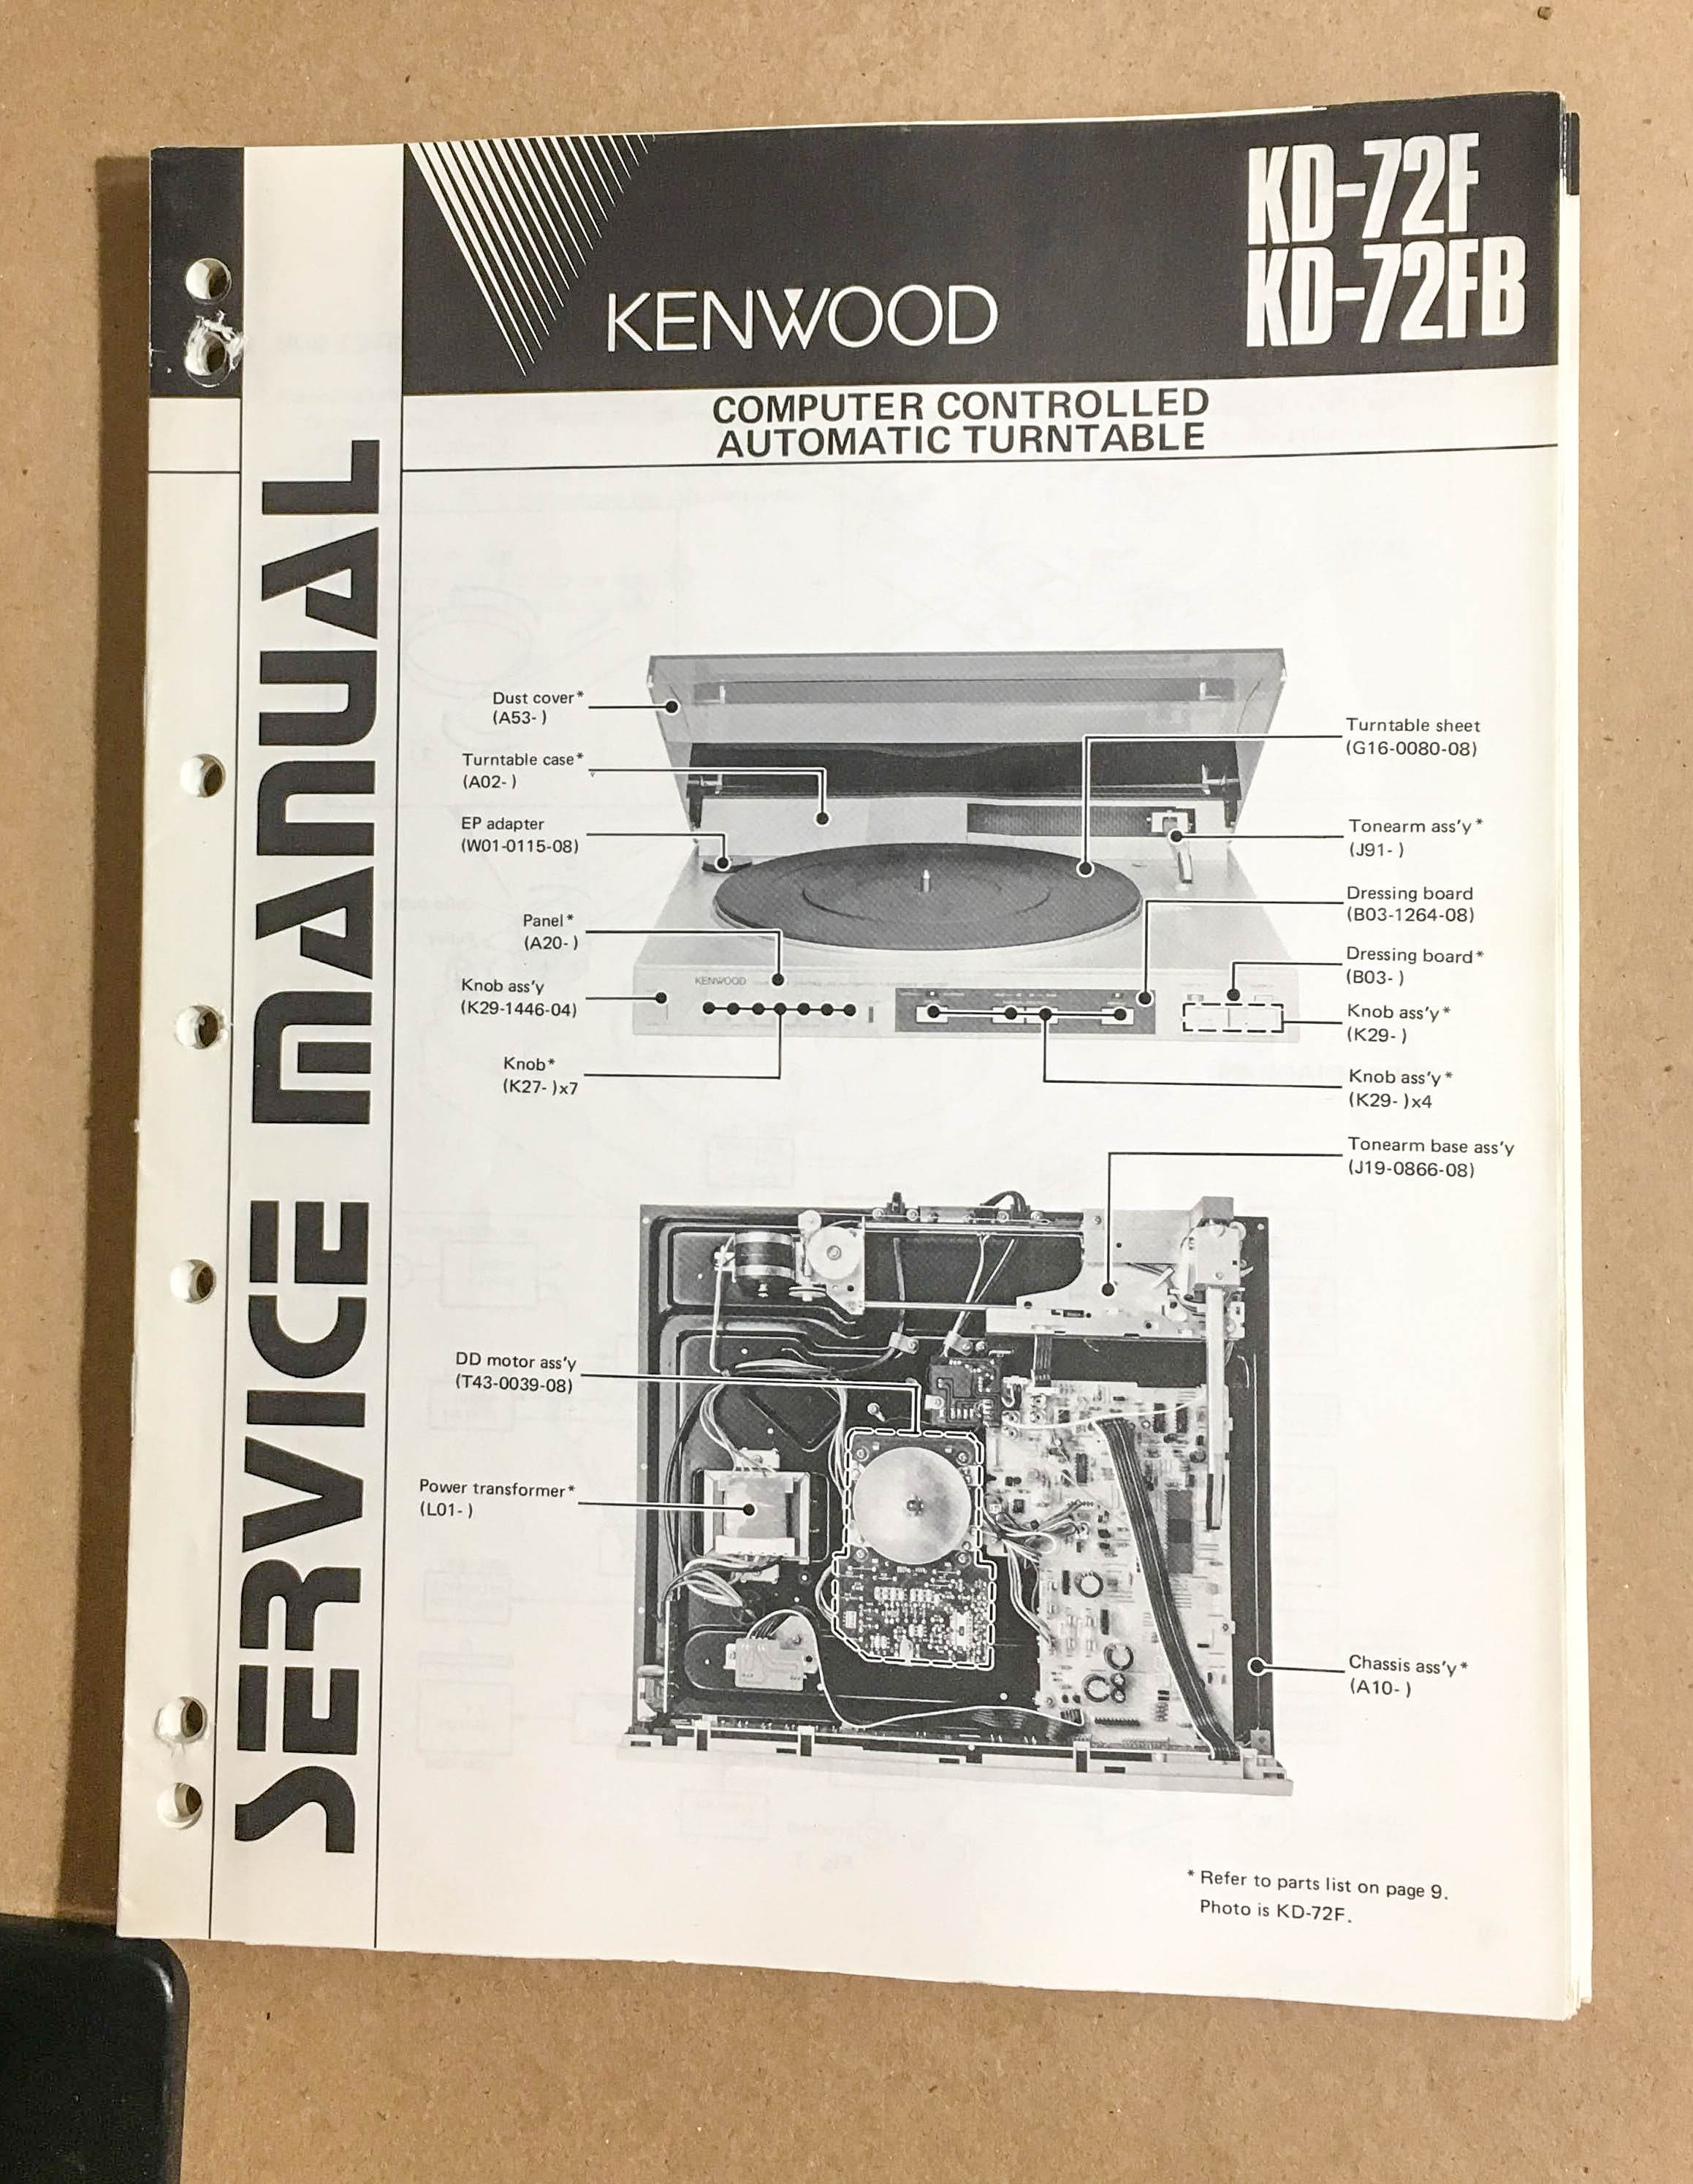 KD-72F
KD-72FB
KENWOOD
COMPUTER CONTROLLED
AUTOMATIC TURNTABLE
SERVICE MANUAL
Dust cover*
(A53- )
Turntable case*
(A02- )
EP adapter
(W01-0115-08)
Panel*
(A20- )
Knob ass'y
(K29-1446-04)
Knob*
(K27- )x7
KENWOOD
Turntable sheet
(G16-0080-08)
Tonearm ass'y*
(J91- )
Dressing board
(B03-1264-08)
Dressing board*
(B03- )
Knob ass'y*
(K29- )
Knob ass'y*
(K29- )x4
Tonearm base ass'y
(J19-0866-08)
DD motor ass'y
(T43-0039-08)
Power transformer*
(L01- )
Chassis ass'y*
(A10- )
* Refer to parts list on page 9.
Photo is KD-72F.